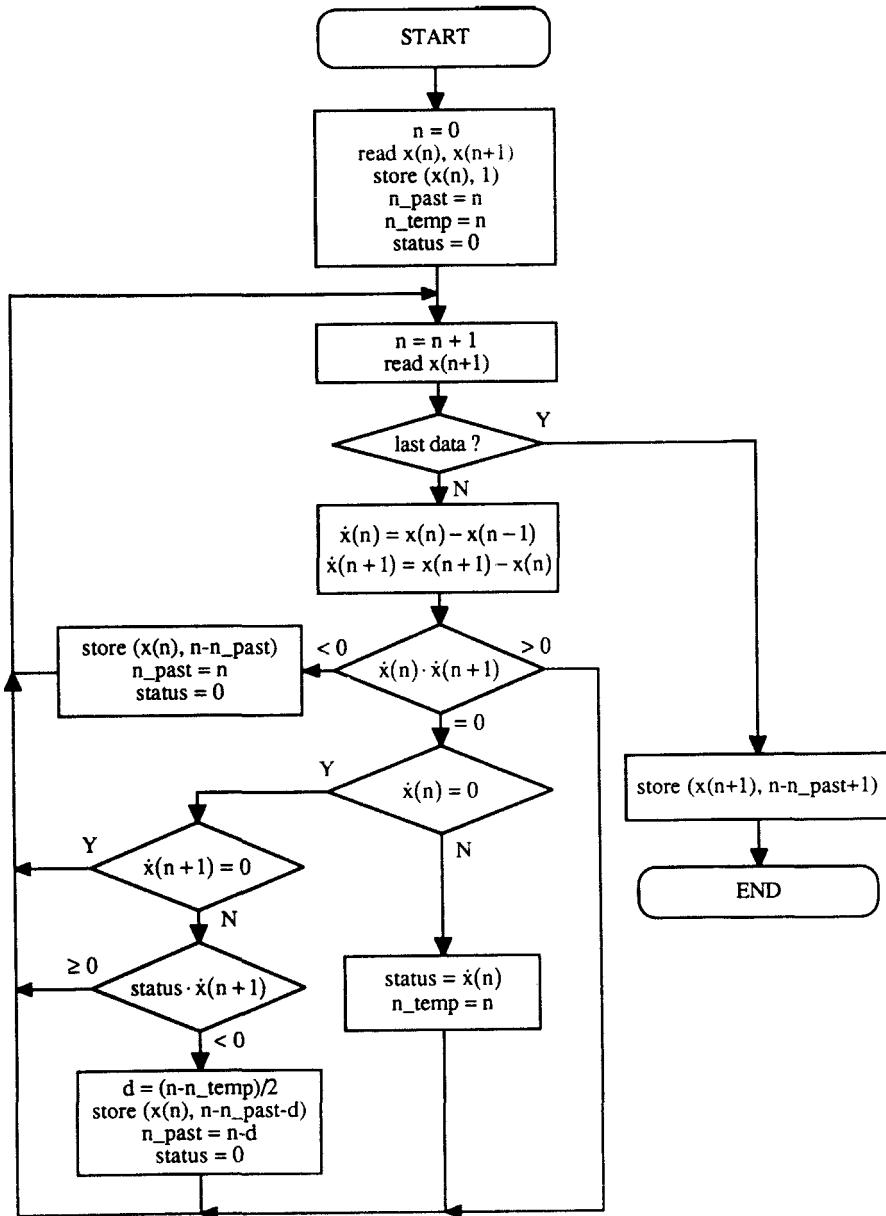 START
n = 0
read x(n), x(n+1)
store (x(n), 1)
n_past = n
n_temp = n
status = 0
n = n + 1
read x(n+1)
last data ?
Y
N
ẋ(n) = x(n) − x(n−1)
ẋ(n + 1) = x(n+1) − x(n)
store (x(n), n-n_past)
n_past = n
status = 0
< 0
ẋ(n) · ẋ(n+1)
> 0
= 0
Y
ẋ(n) = 0
N
store (x(n+1), n-n_past+1)
END
Y
ẋ(n + 1) = 0
N
≥ 0
status · ẋ(n + 1)
< 0
status = ẋ(n)
n_temp = n
d = (n-n_temp)/2
store (x(n), n-n_past-d)
n_past = n-d
status = 0